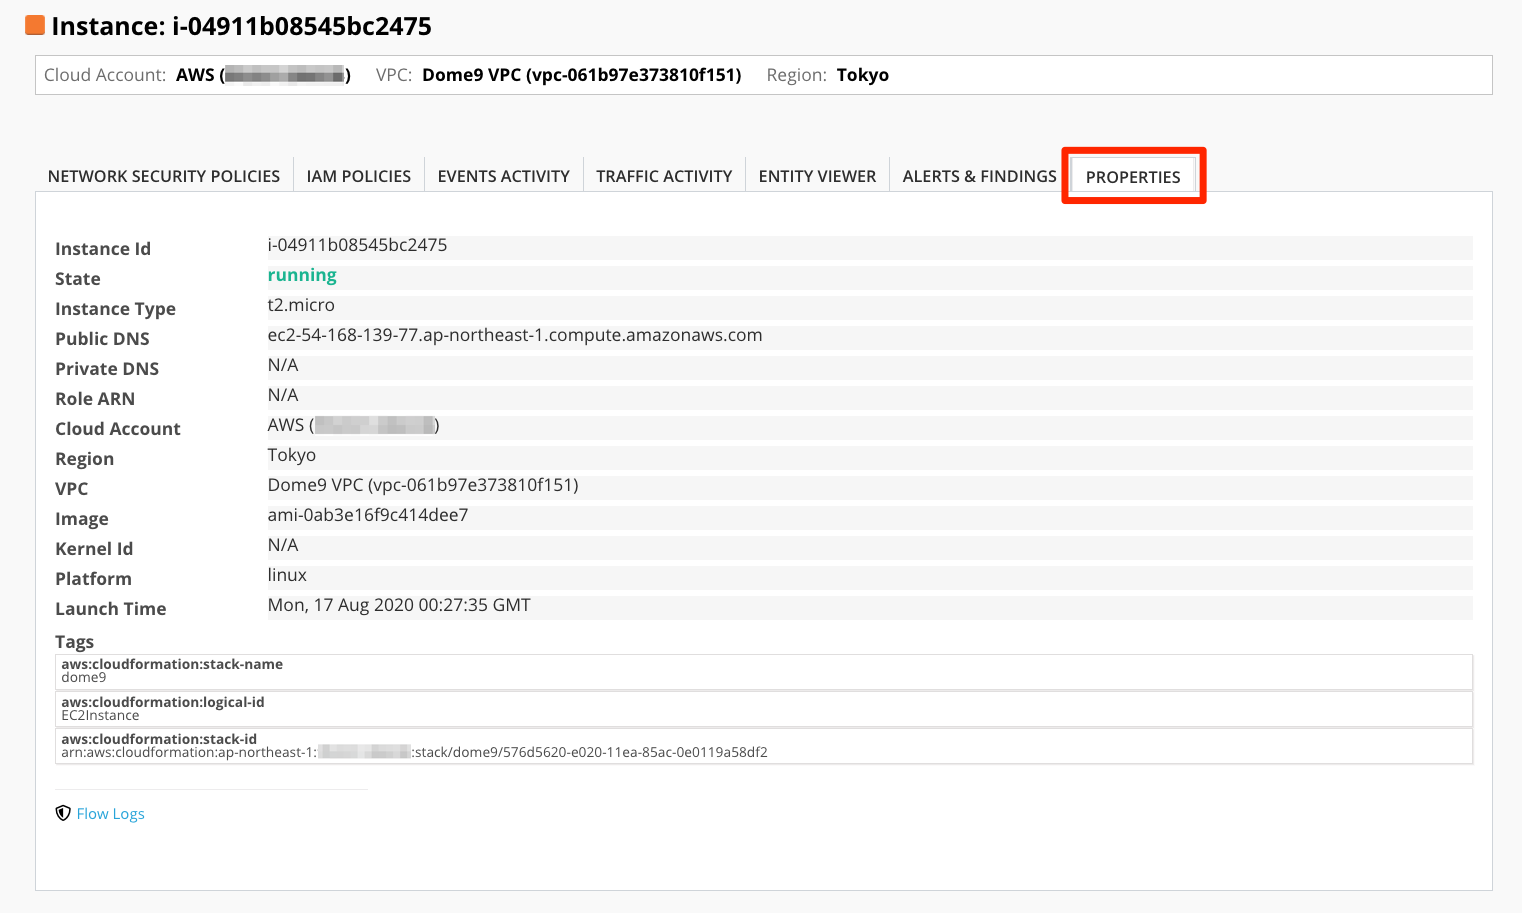 Instance: i-04911b08545bc2475
Cloud Account: AWS ( ) VPC: Dome9 VPC (vpc-061b97e373810f151) Region: Tokyo
NETWORK SECURITY POLICIES IAM POLICIES EVENTS ACTIVITY TRAFFIC ACTIVITY ENTITY VIEWER ALERTS & FINDINGS PROPERTIES
Instance Id i-04911b08545bc2475
State running
Instance Type t2.micro
Public DNS ec2-54-168-139-77.ap-northeast-1.compute.amazonaws.com
Private DNS N/A
Role ARN N/A
Cloud Account AWS ( )
Region Tokyo
VPC Dome9 VPC (vpc-061b97e373810f151)
Image ami-0ab3e16f9c414dee7
Kernel Id N/A
Platform linux
Launch Time Mon, 17 Aug 2020 00:27:35 GMT
Tags
aws:cloudformation:stack-name
dome9
aws:cloudformation:logical-id
EC2Instance
aws:cloudformation:stack-id
arn:aws:cloudformation:ap-northeast-1: :stack/dome9/576d5620-e020-11ea-85ac-0e0119a58df2
Flow Logs